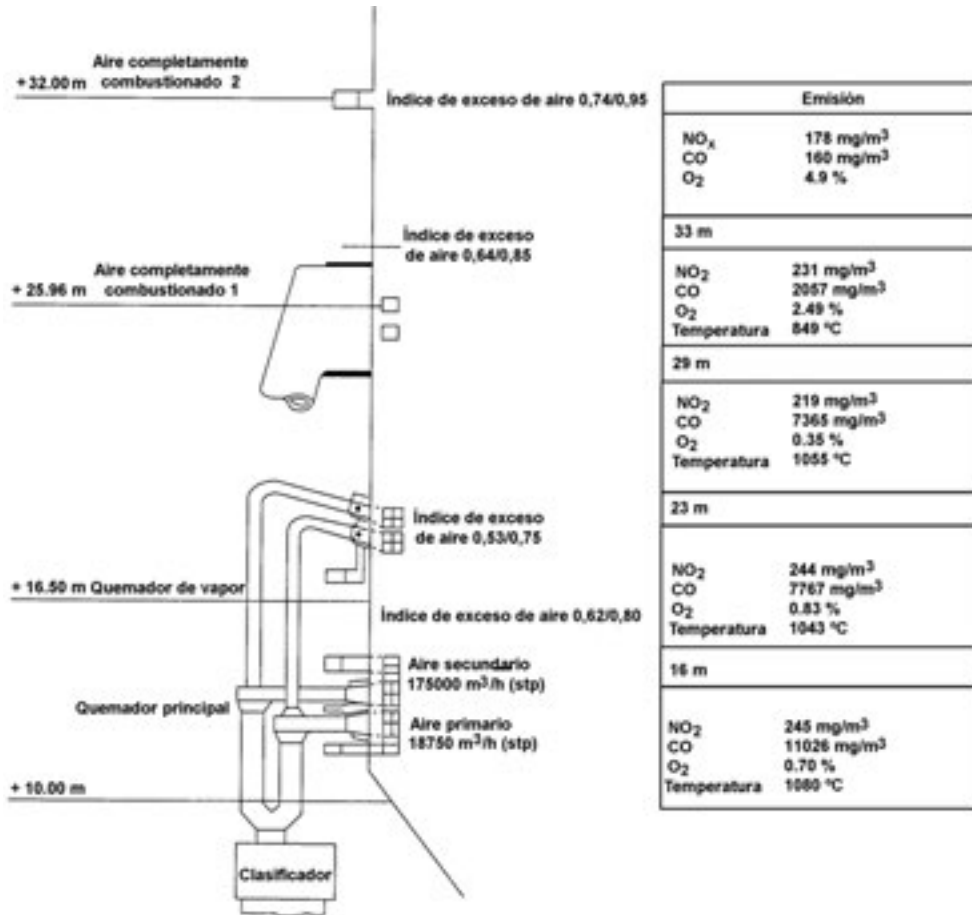 Aire completamente
combustionado 2
+ 32.00 m
Índice de exceso de aire 0,74/0,95
Índice de exceso
de aire 0,64/0,85
Aire completamente
combustionado 1
+ 25.96 m
Índice de exceso
de aire 0,53/0,75
+ 16.50 m Quemador de vapor
Índice de exceso de aire 0,62/0,80
Aire secundario
175000 m³/h (stp)
Quemador principal
Aire primario
18750 m³/h (stp)
+ 10.00 m
Clasificador
Emisión
NOx 178 mg/m³
CO 160 mg/m³
O₂ 4.9 %
33 m
NO₂ 231 mg/m³
CO 2057 mg/m³
O₂ 2.49 %
Temperatura 849 ºC
29 m
NO₂ 219 mg/m³
CO 7365 mg/m³
O₂ 0.35 %
Temperatura 1055 ºC
23 m
NO₂ 244 mg/m³
CO 7767 mg/m³
O₂ 0.83 %
Temperatura 1043 ºC
16 m
NO₂ 245 mg/m³
CO 11026 mg/m³
O₂ 0.70 %
Temperatura 1080 ºC